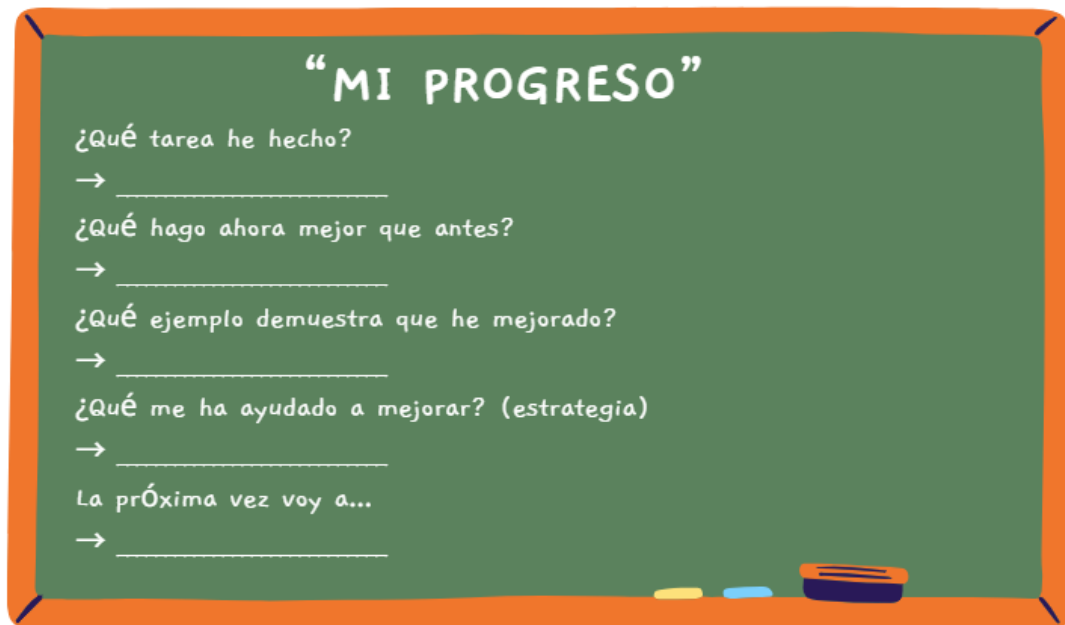 “MI PROGRESO”
¿Qué tarea he hecho?
→ ____________________
¿Qué hago ahora mejor que antes?
→ ____________________
¿Qué ejemplo demuestra que he mejorado?
→ ____________________
¿Qué me ha ayudado a mejorar? (estrategia)
→ ____________________
La prÓxima vez voy a...
→ ____________________